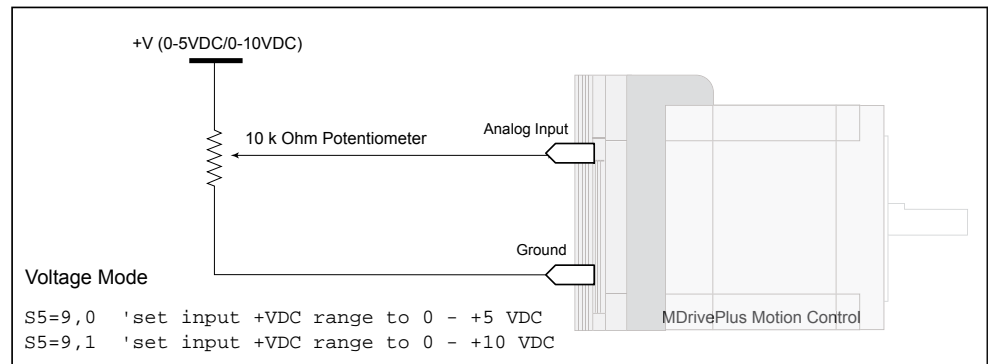 +V (0-5VDC/0-10VDC)
10 k Ohm Potentiometer
Analog Input
Ground
Voltage Mode
S5=9,0  'set input +VDC range to 0 - +5 VDC
S5=9,1  'set input +VDC range to 0 - +10 VDC
MDrivePlus Motion Control